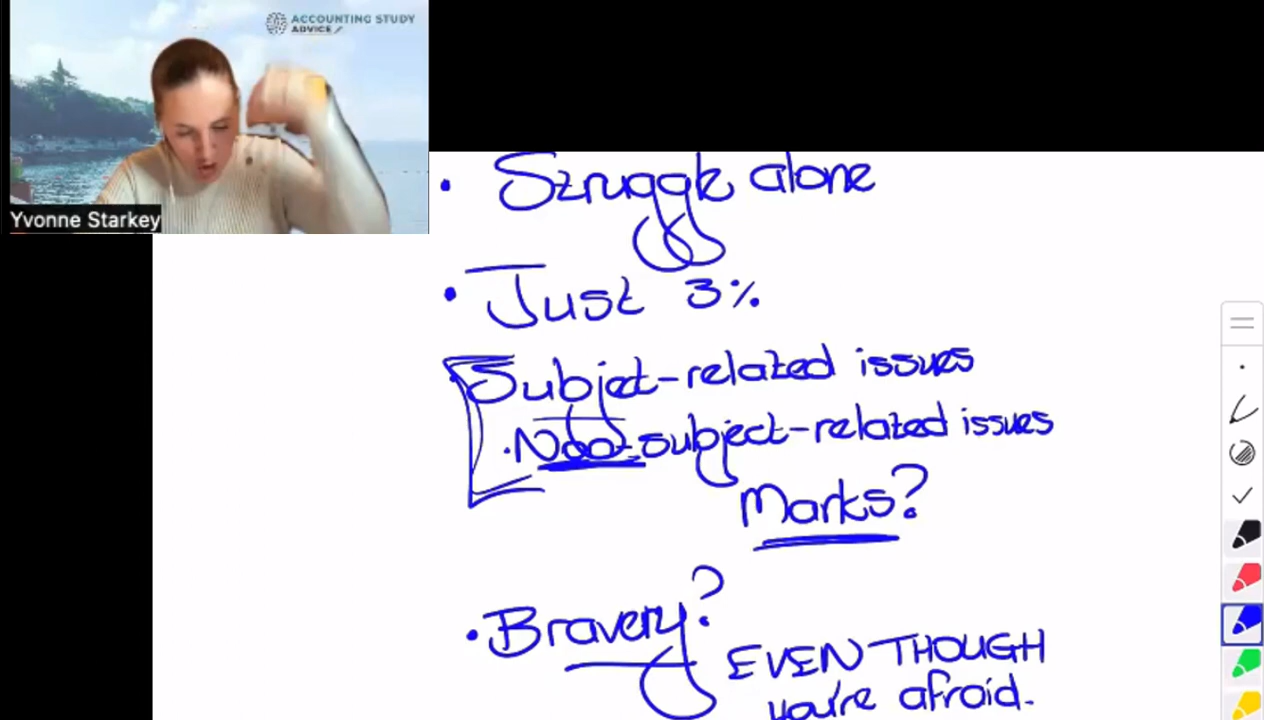 ACCOUNTING STUDY
ADVICE
Yvonne Starkey
• Struggle alone
• Just 3%
• Subjet-related issues
• Non-subject-related issues
Marks?
• Bravery?
EVEN THOUGH
you're afraid.